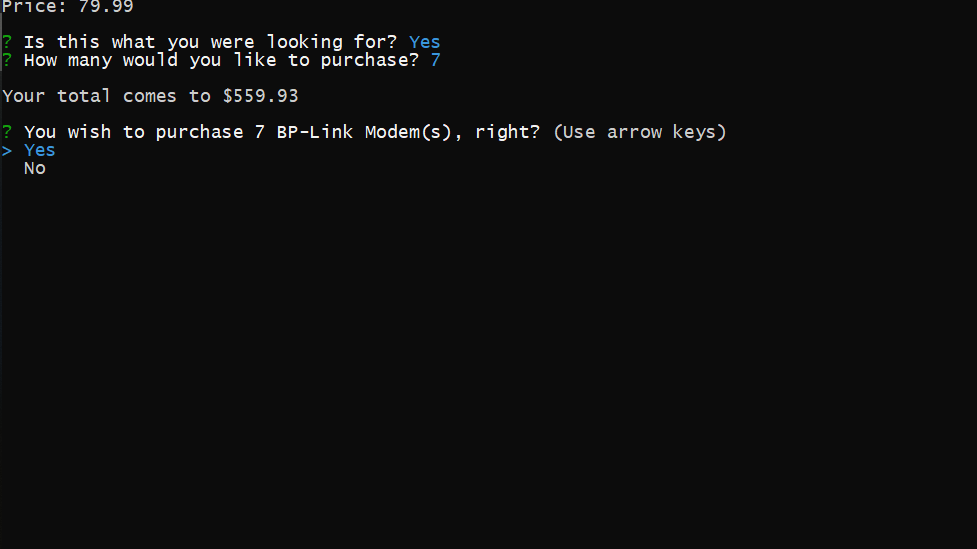 Price: 79.99
? Is this what you were looking for? Yes
? How many would you like to purchase? 7
Your total comes to $559.93
? You wish to purchase 7 BP-Link Modem(s), right? (Use arrow keys)
> Yes
No